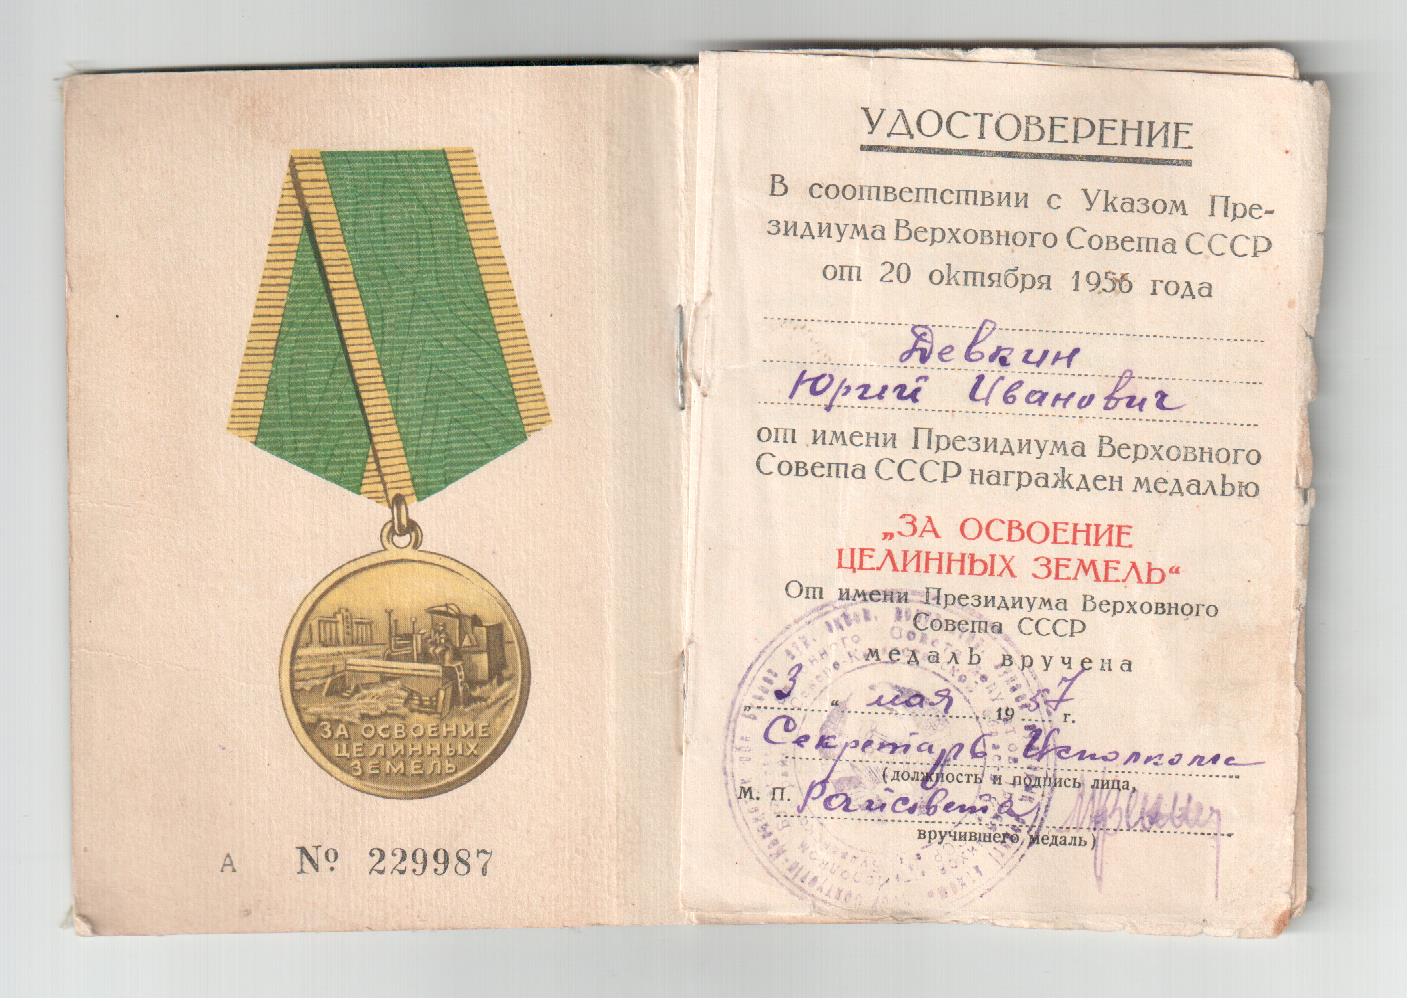 ЗА ОСВОЕНИЕ
ЦЕЛИННЫХ
ЗЕМЕЛЬ
А № 229987
УДОСТОВЕРЕНИЕ
В соответствии с Указом Пре-
зидиума Верховного Совета СССР
от 20 октября 1956 года
Девкин
Юрий Иванович
от имени Президиума Верховного
Совета СССР награжден медалью
„ЗА ОСВОЕНИЕ
ЦЕЛИННЫХ ЗЕМЕЛЬ“
От имени Президиума Верховного
Совета СССР
медаль вручена
„3“ мая 1957 г.
Секретарь Исполкома
(должность и подпись лица,
М. П. Райсовета
вручившего медаль)